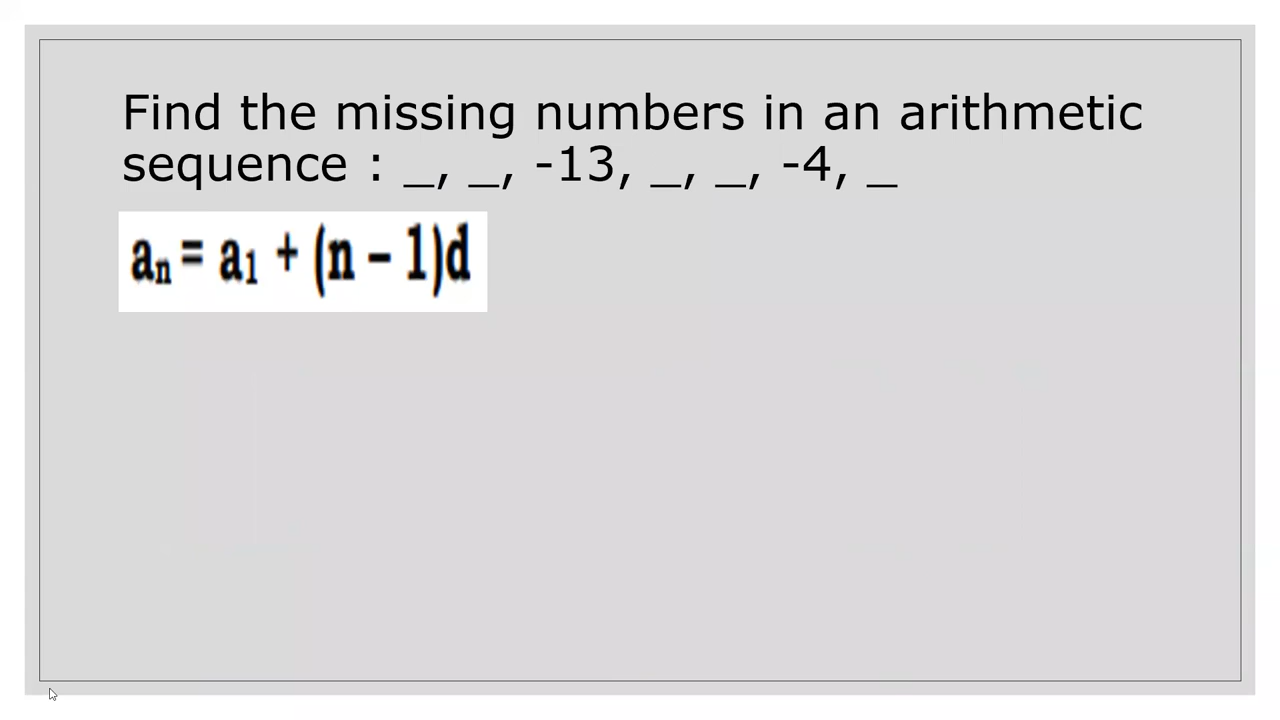 Find the missing numbers in an arithmetic
sequence : _, _, -13, _, _, -4, _
aₙ = a₁ + (n – 1)d